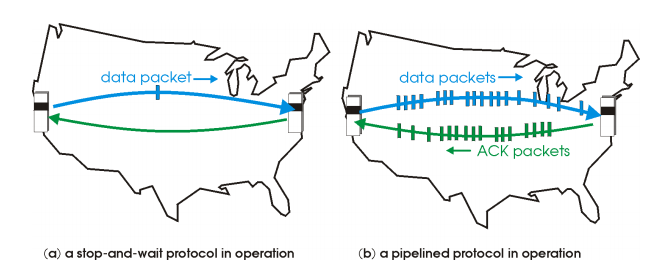 data packet
data packets
ACK packets
(a) a stop-and-wait protocol in operation
(b) a pipelined protocol in operation